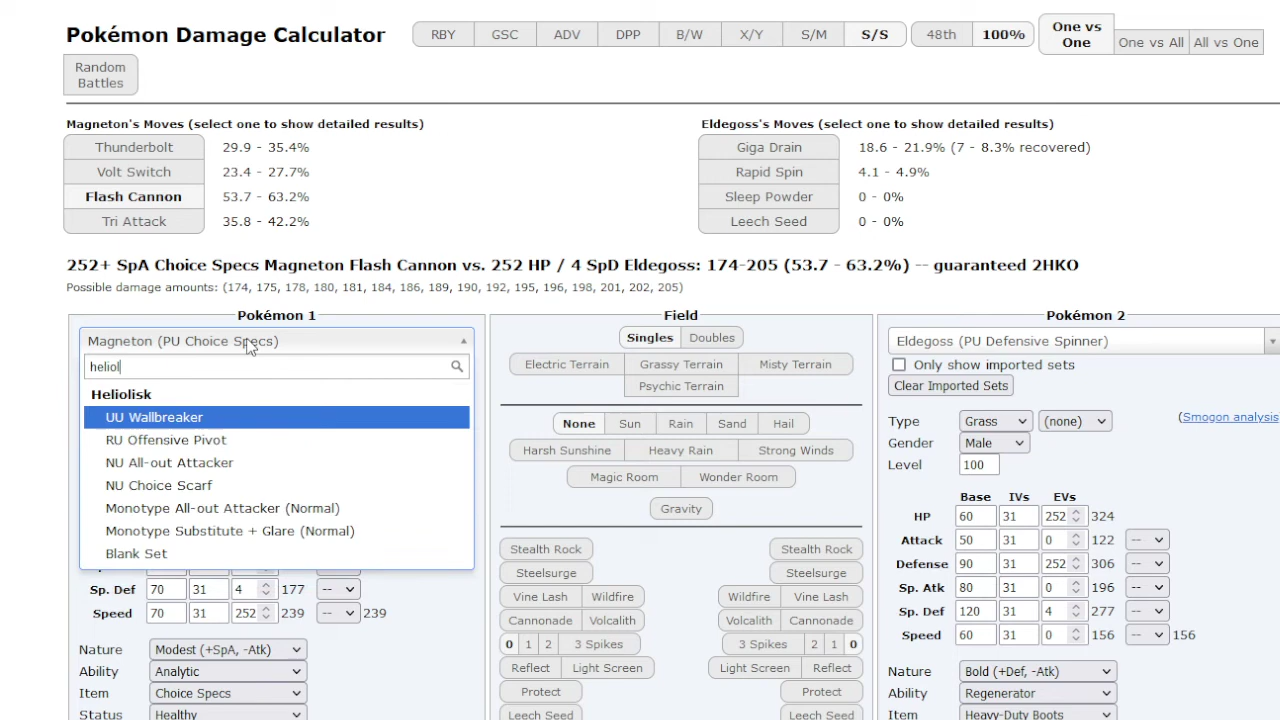 Pokémon Damage Calculator RBY GSC ADV DPP B/W X/Y S/M S/S 48th 100% One vs One One vs All All vs One
Random Battles
Magneton's Moves (select one to show detailed results) Eldegoss's Moves (select one to show detailed results)
Thunderbolt 29.9 - 35.4% Giga Drain 18.6 - 21.9% (7 - 8.3% recovered)
Volt Switch 23.4 - 27.7% Rapid Spin 4.1 - 4.9%
Flash Cannon 53.7 - 63.2% Sleep Powder 0 - 0%
Tri Attack 35.8 - 42.2% Leech Seed 0 - 0%
252+ SpA Choice Specs Magneton Flash Cannon vs. 252 HP / 4 SpD Eldegoss: 174-205 (53.7 - 63.2%) -- guaranteed 2HKO
Possible damage amounts: (174, 175, 178, 180, 181, 184, 186, 189, 190, 192, 195, 196, 198, 201, 202, 205)
Pokémon 1
Magneton (PU Choice Specs)
heliol
Heliolisk
UU Wallbreaker
RU Offensive Pivot
NU All-out Attacker
NU Choice Scarf
Monotype All-out Attacker (Normal)
Monotype Substitute + Glare (Normal)
Blank Set
Sp. Def 70 31 4 177 --
Speed 70 31 252 239 -- 239
Nature Modest (+SpA, -Atk)
Ability Analytic
Item Choice Specs
Status Healthy
Field
Singles Doubles
Electric Terrain Grassy Terrain Misty Terrain
Psychic Terrain
None Sun Rain Sand Hail
Harsh Sunshine Heavy Rain Strong Winds
Magic Room Wonder Room
Gravity
Stealth Rock Stealth Rock
Steelsurge Steelsurge
Vine Lash Wildfire Wildfire Vine Lash
Cannonade Volcalith Volcalith Cannonade
0 1 2 3 Spikes 3 Spikes 2 1 0
Reflect Light Screen Light Screen Reflect
Protect Protect
Leech Seed Leech Seed
Pokémon 2
Eldegoss (PU Defensive Spinner)
Only show imported sets
Clear Imported Sets
Type Grass (none) (Smogon analysis
Gender Male
Level 100
Base IVs EVs
HP 60 31 252 324
Attack 50 31 0 122 --
Defense 90 31 252 306 --
Sp. Atk 80 31 0 196 --
Sp. Def 120 31 4 277 --
Speed 60 31 0 156 -- 156
Nature Bold (+Def, -Atk)
Ability Regenerator
Item Heavy-Duty Boots